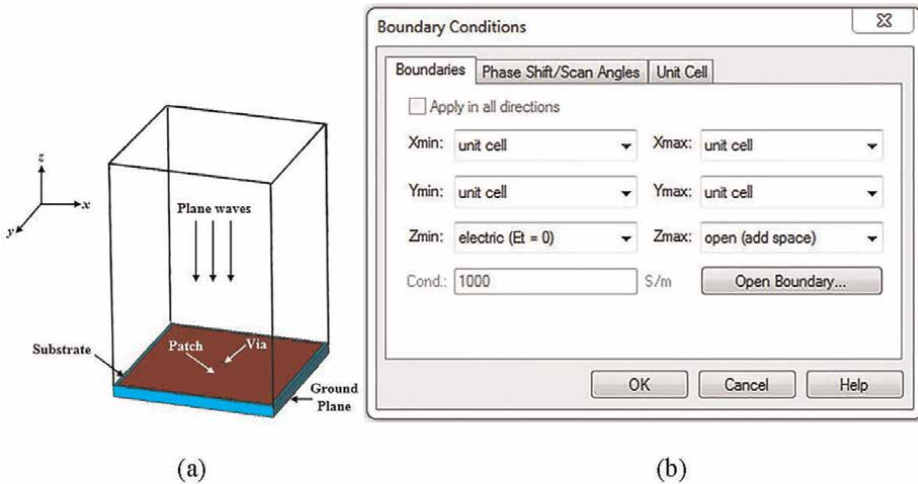 z
x
y
Plane waves
Substrate
Patch
Via
Ground
Plane
(a)
Boundary Conditions
Boundaries Phase Shift/Scan Angles Unit Cell
Apply in all directions
Xmin: unit cell Xmax: unit cell
Ymin: unit cell Ymax: unit cell
Zmin: electric (Et = 0) Zmax: open (add space)
Cond.: 1000 S/m Open Boundary...
OK Cancel Help
(b)